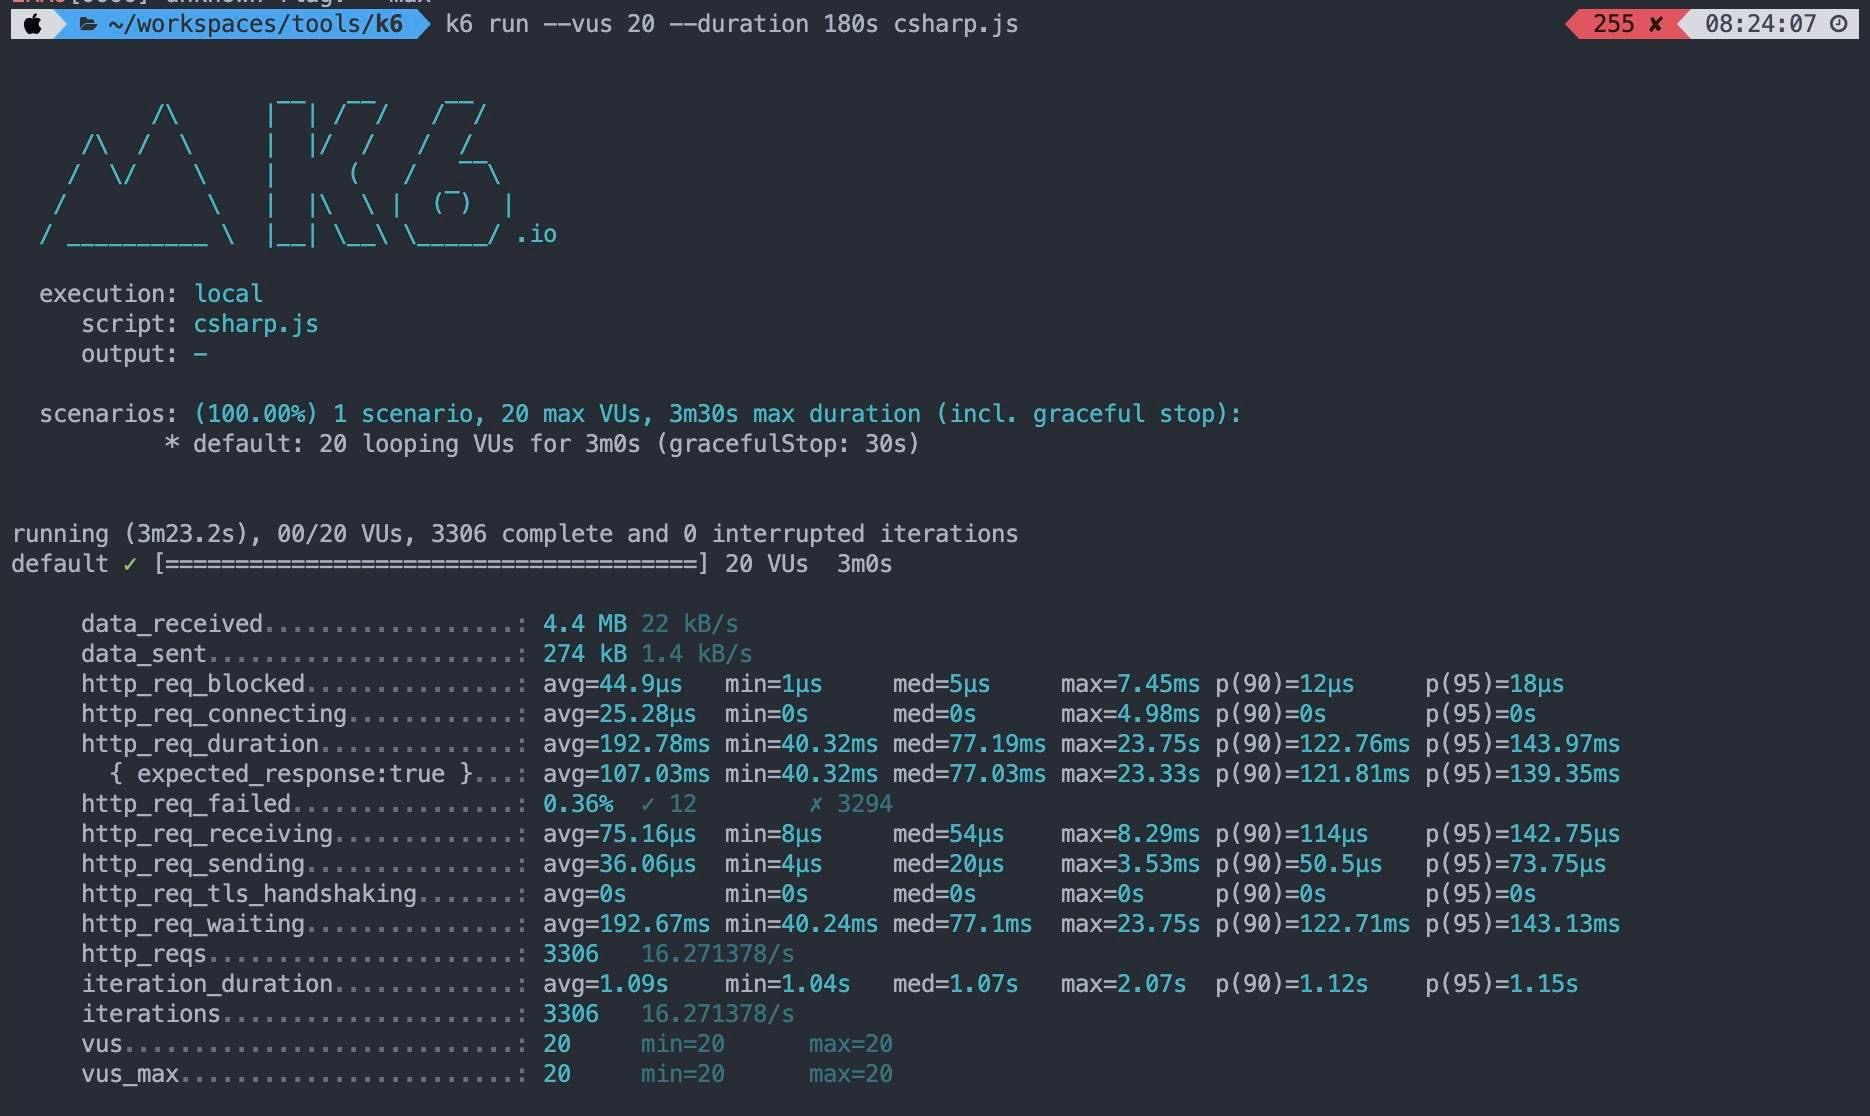 ~/workspaces/tools/k6 k6 run --vus 20 --duration 180s csharp.js 255 ✘ 08:24:07
.io
execution: local
script: csharp.js
output: -
scenarios: (100.00%) 1 scenario, 20 max VUs, 3m30s max duration (incl. graceful stop):
* default: 20 looping VUs for 3m0s (gracefulStop: 30s)
running (3m23.2s), 00/20 VUs, 3306 complete and 0 interrupted iterations
default ✓ [======================================] 20 VUs  3m0s
data_received..................: 4.4 MB 22 kB/s
data_sent......................: 274 kB 1.4 kB/s
http_req_blocked...............: avg=44.9µs   min=1µs     med=5µs     max=7.45ms p(90)=12µs     p(95)=18µs
http_req_connecting............: avg=25.28µs  min=0s      med=0s      max=4.98ms p(90)=0s       p(95)=0s
http_req_duration..............: avg=192.78ms min=40.32ms med=77.19ms max=23.75s p(90)=122.76ms p(95)=143.97ms
{ expected_response:true }...: avg=107.03ms min=40.32ms med=77.03ms max=23.33s p(90)=121.81ms p(95)=139.35ms
http_req_failed................: 0.36%  ✓ 12        ✗ 3294
http_req_receiving.............: avg=75.16µs  min=8µs     med=54µs    max=8.29ms p(90)=114µs    p(95)=142.75µs
http_req_sending...............: avg=36.06µs  min=4µs     med=20µs    max=3.53ms p(90)=50.5µs   p(95)=73.75µs
http_req_tls_handshaking.......: avg=0s       min=0s      med=0s      max=0s     p(90)=0s       p(95)=0s
http_req_waiting...............: avg=192.67ms min=40.24ms med=77.1ms  max=23.75s p(90)=122.71ms p(95)=143.13ms
http_reqs......................: 3306   16.271378/s
iteration_duration.............: avg=1.09s    min=1.04s   med=1.07s   max=2.07s  p(90)=1.12s    p(95)=1.15s
iterations.....................: 3306   16.271378/s
vus............................: 20     min=20      max=20
vus_max........................: 20     min=20      max=20